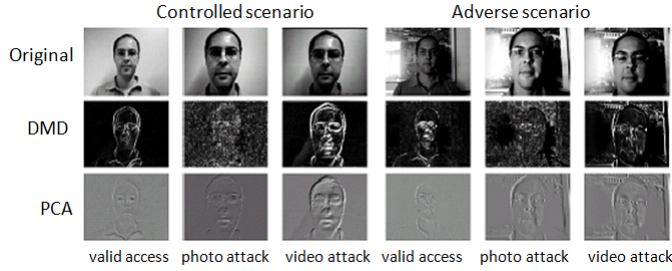 Controlled scenario Adverse scenario
Original
DMD
PCA
valid access photo attack video attack valid access photo attack video attack